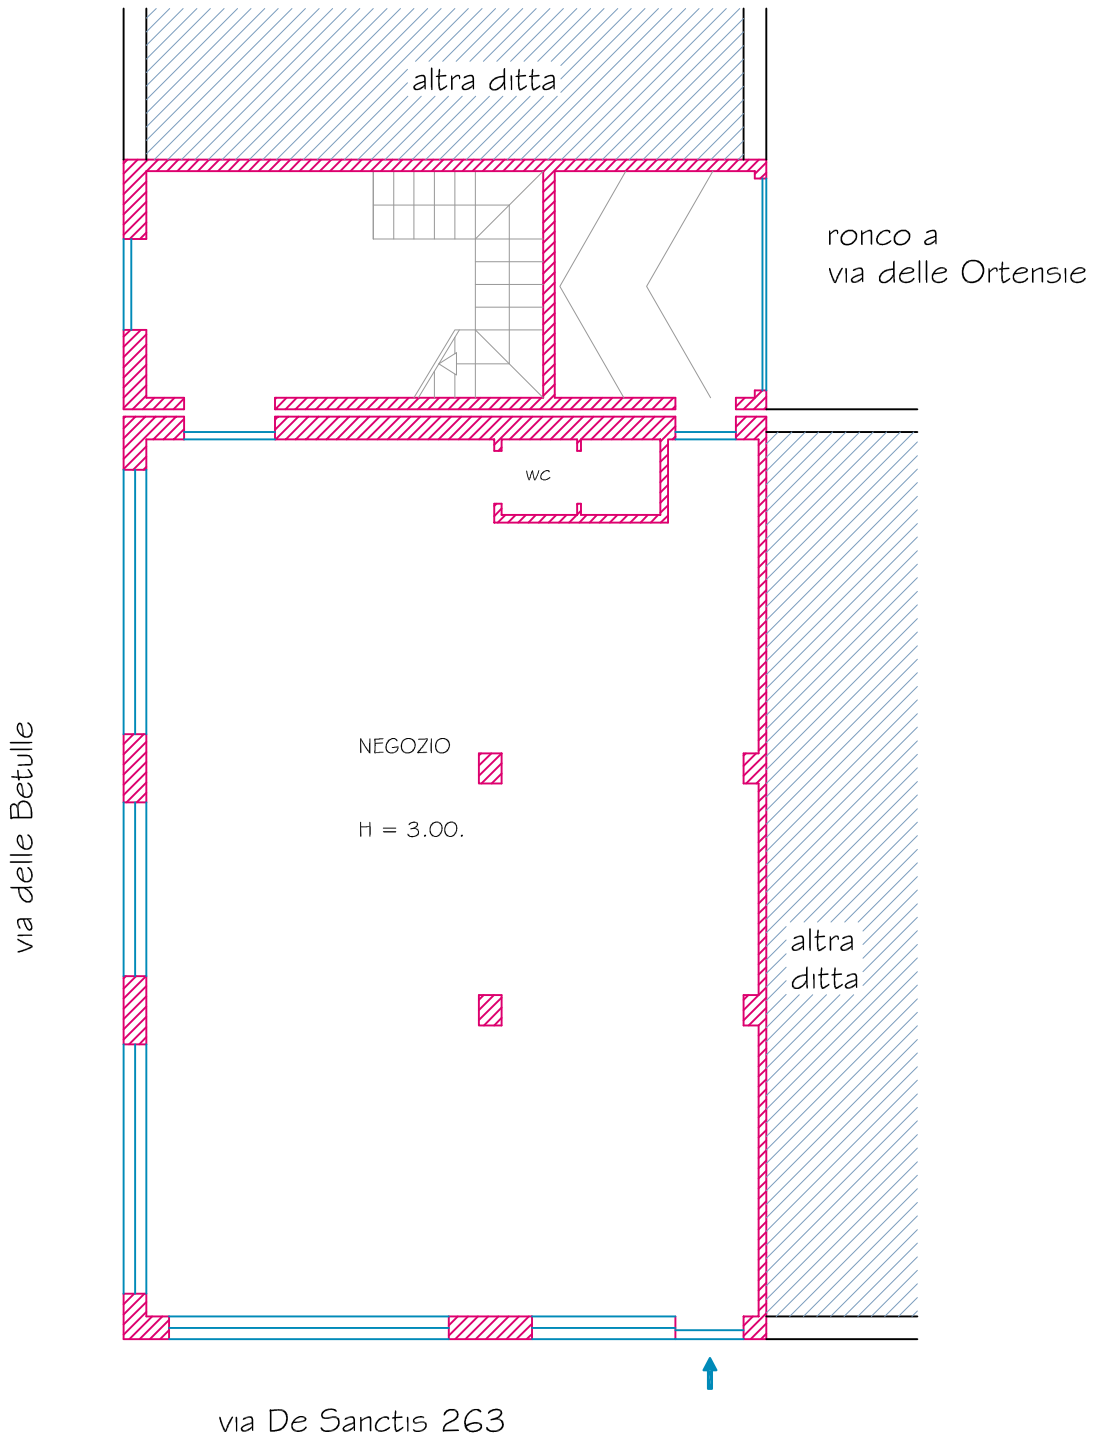 altra ditta
ronco a
via delle Ortensie
wc
NEGOZIO
H = 3.00.
via delle Betulle
altra
ditta
via De Sanctis 263